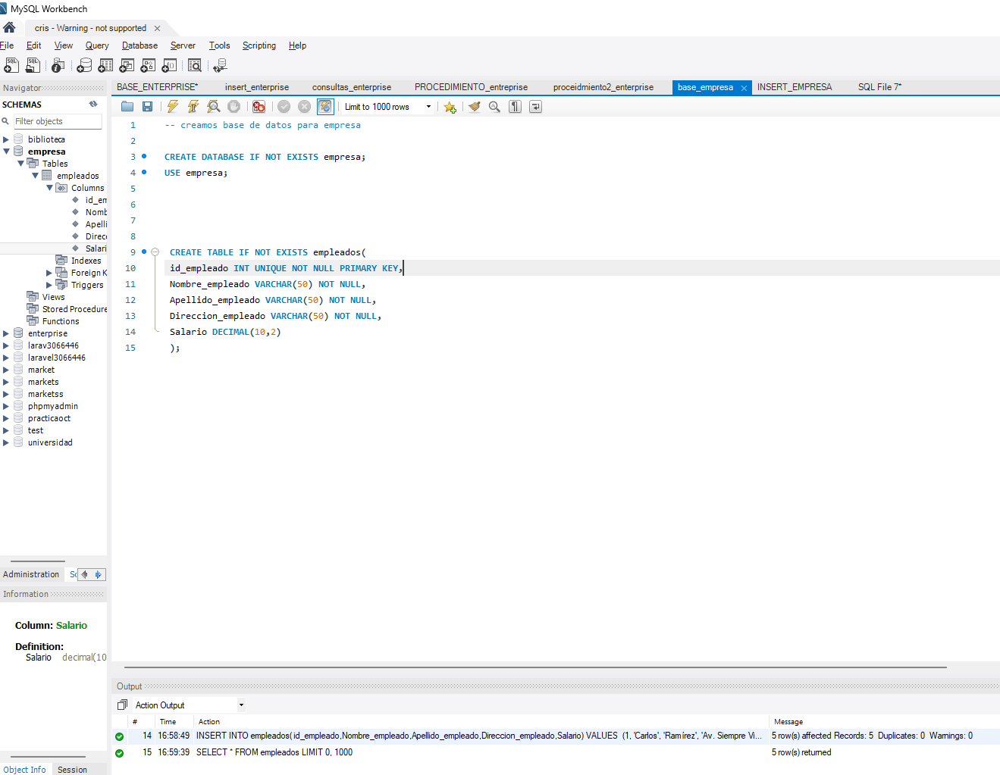 MySQL Workbench
cris - Warning - not supported
File Edit View Query Database Server Tools Scripting Help
Navigator
SCHEMAS
Filter objects
biblioteca
empresa
Tables
empleados
Columns
id_em
Nomb
Apelli
Direc
Salari
Indexes
Foreign K
Triggers
Views
Stored Procedure
Functions
enterprise
larav3066446
laravel3066446
market
markets
marketss
phpmyadmin
practicaoct
test
universidad
Administration Sc
Information
Column: Salario
Definition:
Salario decimal(10
Object Info Session
BASE_ENTERPRISE* insert_enterprise consultas_enterprise PROCEDIMIENTO_entreprise proceidmiento2_enterprise base_empresa INSERT_EMPRESA SQL File 7*
Limit to 1000 rows
1 -- creamos base de datos para empresa
2
3 CREATE DATABASE IF NOT EXISTS empresa;
4 USE empresa;
5
6
7
8
9 CREATE TABLE IF NOT EXISTS empleados(
10 id_empleado INT UNIQUE NOT NULL PRIMARY KEY,
11 Nombre_empleado VARCHAR(50) NOT NULL,
12 Apellido_empleado VARCHAR(50) NOT NULL,
13 Direccion_empleado VARCHAR(50) NOT NULL,
14 Salario DECIMAL(10,2)
15 );
Output
Action Output
# Time Action Message
14 16:58:49 INSERT INTO empleados(id_empleado,Nombre_empleado,Apellido_empleado,Direccion_empleado,Salario) VALUES (1, 'Carlos', 'Ramírez', 'Av. Siempre Vi... 5 row(s) affected Records: 5 Duplicates: 0 Warnings: 0
15 16:59:39 SELECT * FROM empleados LIMIT 0, 1000 5 row(s) returned